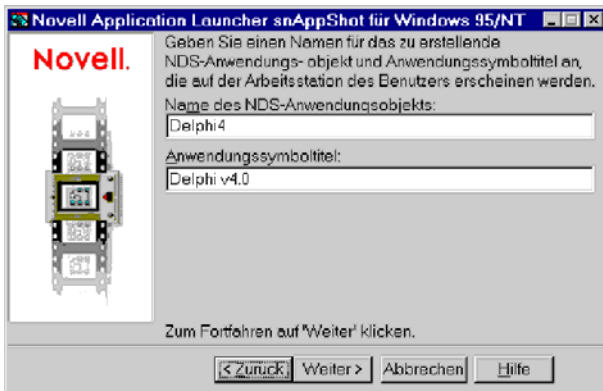 Novell Application Launcher snAppShot für Windows 95/NT
Novell.
Geben Sie einen Namen für das zu erstellende
NDS-Anwendungs- objekt und Anwendungssymboltitel an,
die auf der Arbeitsstation des Benutzers erscheinen werden.
Name des NDS-Anwendungsobjekts:
Delphi4
Anwendungssymboltitel:
Delphi v4.0
Zum Fortfahren auf "Weiter" klicken.
< Zurück Weiter > Abbrechen Hilfe